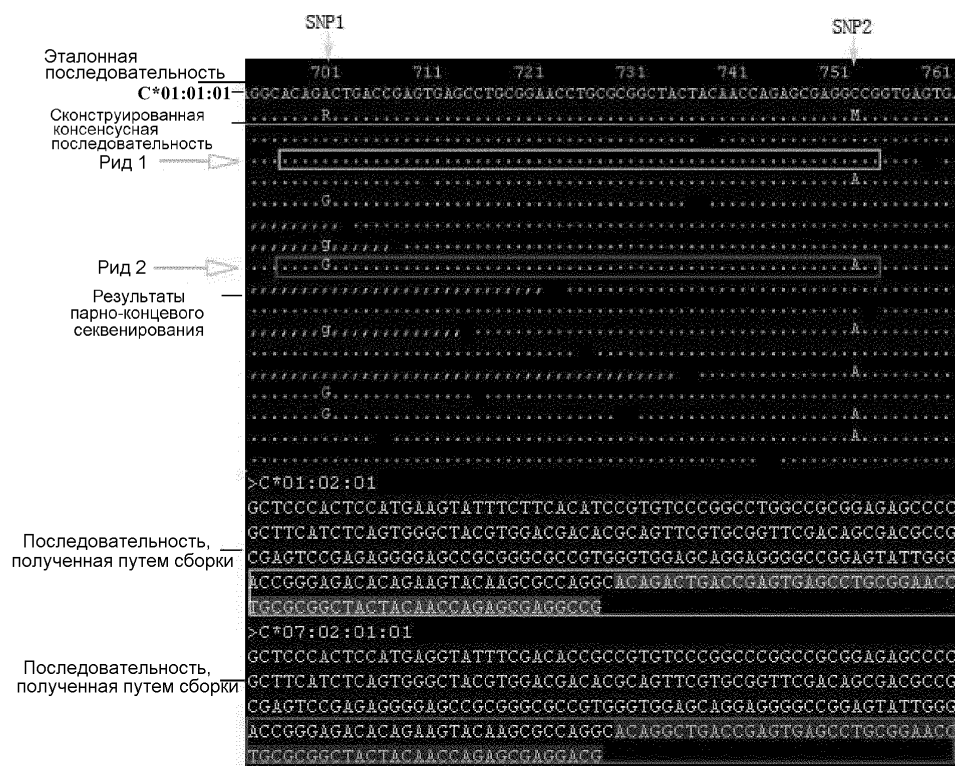 SNP1
SNP2
Эталонная
последовательность
701 711 721 731 741 751 761
C*01:01:01
GGCACAGACTGACCGAGTGAGCCTGCGGAACCTGCGCGGCTACTACAACCAGAGCGAGGCCGGTGAGTGA
Сконструированная
консенсусная
последовательность
R M
Рид 1
A
G
g
Рид 2
G A
Результаты
парно-концевого
секвенирования
g A
A
G
G A
A
>C*01:02:01
GCTCCCACTCCATGAAGTATTTCTTCACATCCGTGTCCCGGCCTGGCCGCGGAGAGCCCC
GCTTCATCTCAGTGGGCTACGTGGACGACACGCAGTTCGTGCGGTTCGACAGCGACGCCG
Последовательность,
полученная путем сборки
CGAGTCCGAGAGGGGAGCCGCGGGCGCCGTGGGTGGAGCAGGAGGGGCCGGAGTATTGGG
ACCGGGAGACACAGAAGTACAAGCGCCAGGCACAGACTGACCGAGTGAGCCTGCGGAACC
TGCGCGGCTACTACAACCAGAGCGAGGCCG
>C*07:02:01:01
GCTCCCACTCCATGAGGTATTTCGACACCGCCGTGTCCCGGCCCGGCCGCGGAGAGCCCC
Последовательность,
полученная путем сборки
GCTTCATCTCAGTGGGCTACGTGGACGACACGCAGTTCGTGCGGTTCGACAGCGACGCCG
CGAGTCCGAGAGGGGAGCCGCGGGCGCCGTGGGTGGAGCAGGAGGGGCCGGAGTATTGGG
ACCGGGAGACACAGAAGTACAAGCGCCAGGCACAGGCTGACCGAGTGAGCCTGCGGAACC
TGCGCGGCTACTACAACCAGAGCGAGGACG